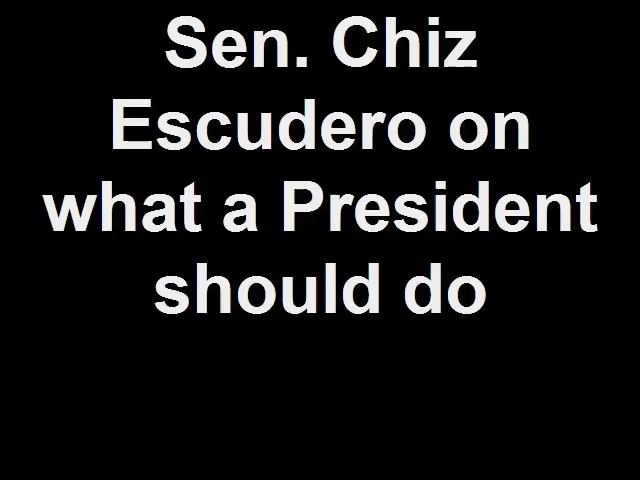 Sen. Chiz
Escudero on
what a President
should do